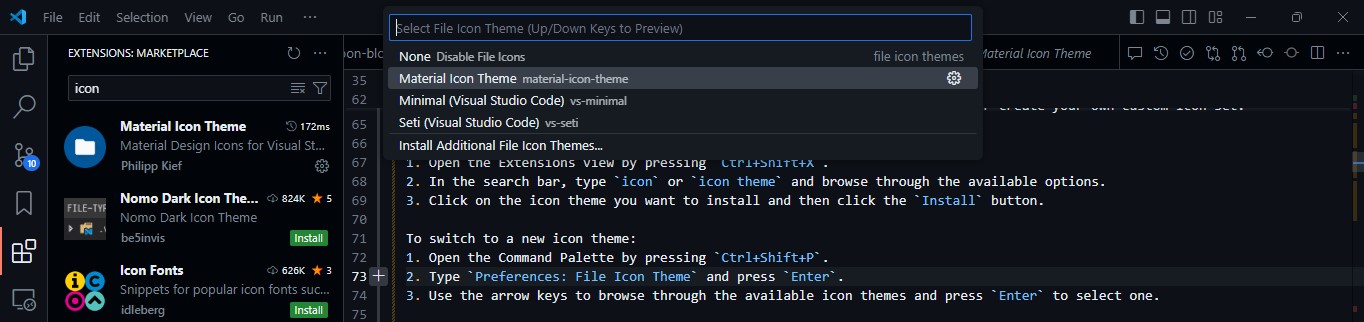 File Edit Selection View Go Run ···
Select File Icon Theme (Up/Down Keys to Preview)
None Disable File Icons file icon themes
Material Icon Theme material-icon-theme
Minimal (Visual Studio Code) vs-minimal
Seti (Visual Studio Code) vs-seti
Install Additional File Icon Themes...
EXTENSIONS: MARKETPLACE
icon
Material Icon Theme 172ms
Material Design Icons for Visual St...
Philipp Kief
Nomo Dark Icon The... 824K ★ 5
FILE-TYP
Nomo Dark Icon Theme
be5invis Install
Icon Fonts 626K ★ 3
Snippets for popular icon fonts suc...
idleberg Install
10
Material Icon Theme
35
62
65
66
67 1. Open the Extensions view by pressing `Ctrl+Shift+X`.
68 2. In the search bar, type `icon` or `icon theme` and browse through the available options.
69 3. Click on the icon theme you want to install and then click the `Install` button.
70
71 To switch to a new icon theme:
72 1. Open the Command Palette by pressing `Ctrl+Shift+P`.
73 2. Type `Preferences: File Icon Theme` and press `Enter`.
74 3. Use the arrow keys to browse through the available icon themes and press `Enter` to select one.
75